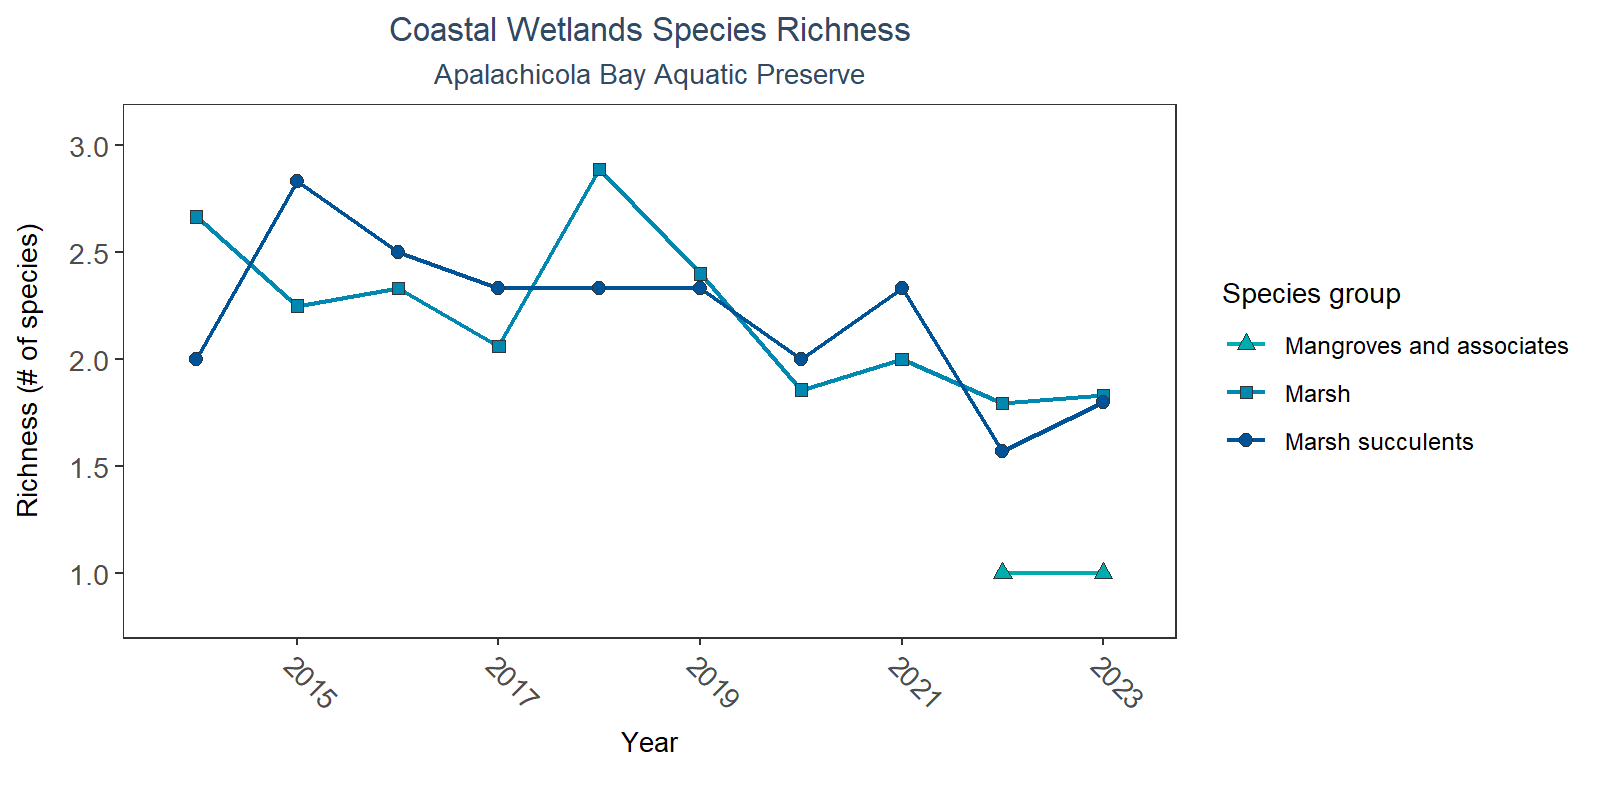 Coastal Wetlands Species Richness
Apalachicola Bay Aquatic Preserve
Richness (# of species)
3.0
2.5
2.0
1.5
1.0
2015
2017
2019
2021
2023
Year
Species group
Mangroves and associates
Marsh
Marsh succulents